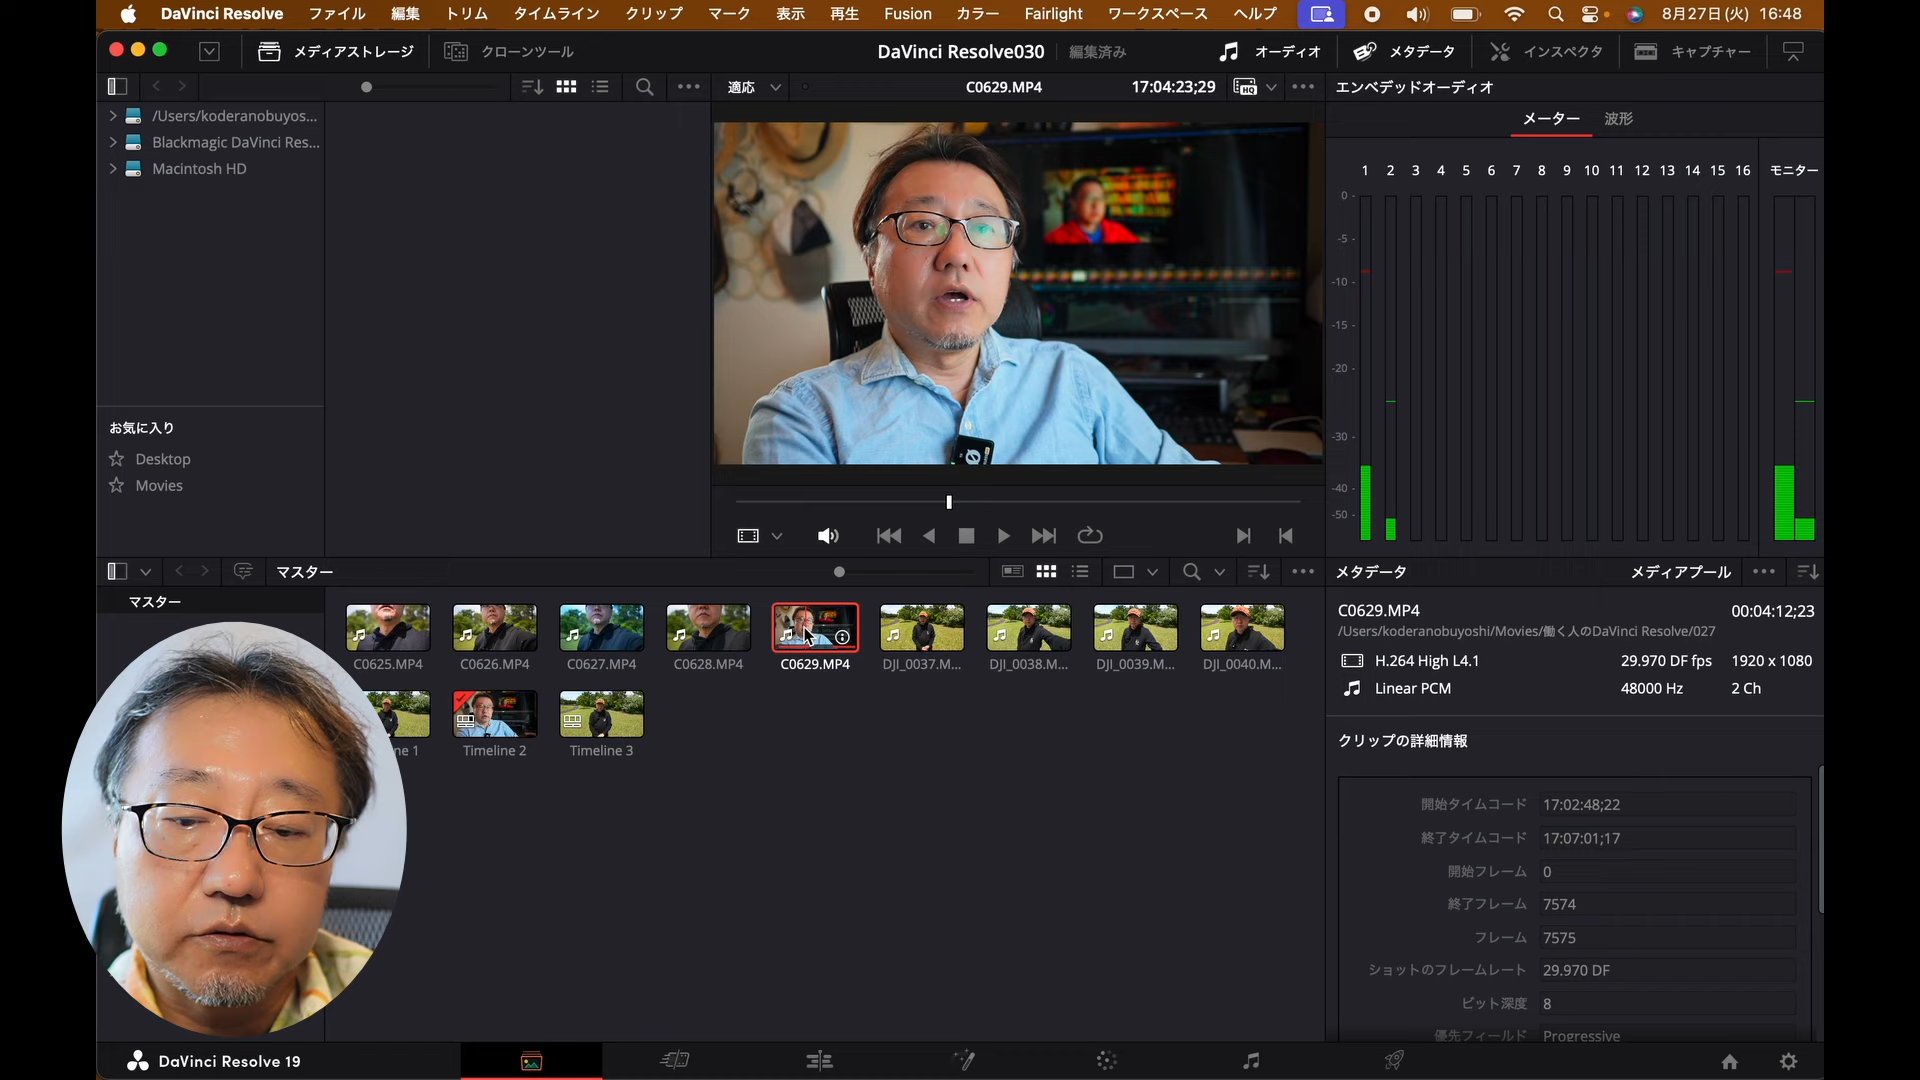 DaVinci Resolve ファイル 編集 トリム タイムライン クリップ マーク 表示 再生 Fusion カラー Fairlight ワークスペース ヘルプ 8月27日(火) 16:48
メディアストレージ クローンツール DaVinci Resolve030 編集済み オーディオ メタデータ インスペクタ キャプチャー
適応 C0629.MP4 17:04:23;29 HQ エンベデッドオーディオ
/Users/koderanobuyos...
Blackmagic DaVinci Res...
Macintosh HD
お気に入り
Desktop
Movies
メーター 波形
1 2 3 4 5 6 7 8 9 10 11 12 13 14 15 16 モニター
0
-5
-10
-15
-20
-30
-40
-50
マスター
マスター
C0625.MP4 C0626.MP4 C0627.MP4 C0628.MP4 C0629.MP4 DJI_0037.M... DJI_0038.M... DJI_0039.M... DJI_0040.M...
ne 1 Timeline 2 Timeline 3
メタデータ メディアプール
C0629.MP4 00:04:12;23
/Users/koderanobuyoshi/Movies/働く人のDaVinci Resolve/027
H.264 High L4.1 29.970 DF fps 1920 x 1080
Linear PCM 48000 Hz 2 Ch
クリップの詳細情報
開始タイムコード 17:02:48;22
終了タイムコード 17:07:01;17
開始フレーム 0
終了フレーム 7574
フレーム 7575
ショットのフレームレート 29.970 DF
ビット深度 8
優先フィールド Progressive
DaVinci Resolve 19